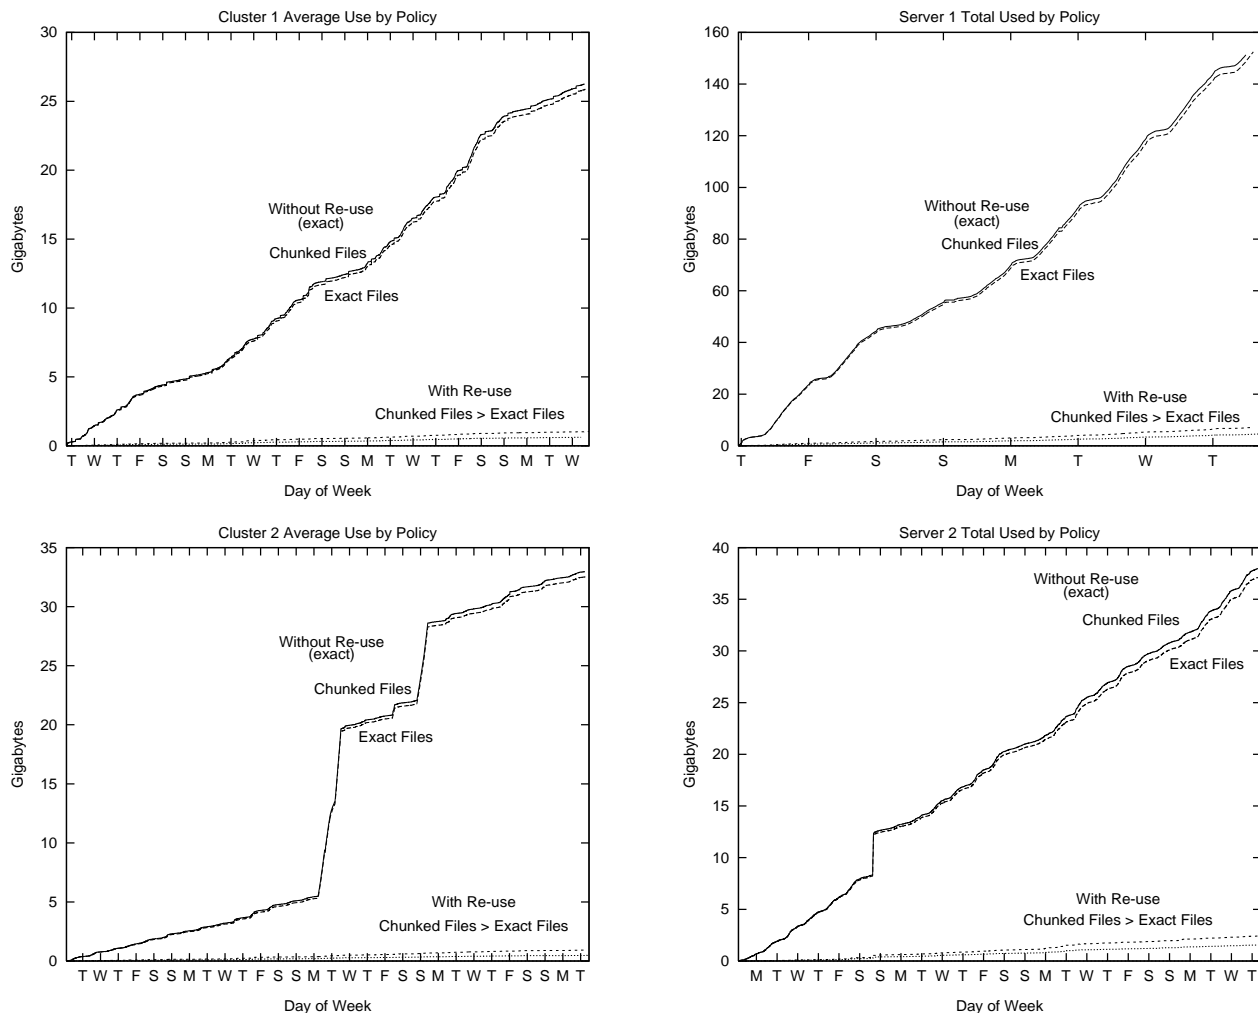 Cluster 1 Average Use by Policy
30
25
20
15
10
5
0
Gigabytes
Without Re-use
(exact)
Chunked Files
Exact Files
With Re-use
Chunked Files > Exact Files
T W T F S S M T W T F S S M T W T F S S M T W
Day of Week
Server 1 Total Used by Policy
160
140
120
100
80
60
40
20
0
Gigabytes
Without Re-use
(exact)
Chunked Files
Exact Files
With Re-use
Chunked Files > Exact Files
T F S S M T W T
Day of Week
Cluster 2 Average Use by Policy
35
30
25
20
15
10
5
0
Gigabytes
Without Re-use
(exact)
Chunked Files
Exact Files
With Re-use
Chunked Files > Exact Files
T W T F S S M T W T F S S M T W T F S S M T W T F S S M T
Day of Week
Server 2 Total Used by Policy
40
35
30
25
20
15
10
5
0
Gigabytes
Without Re-use
(exact)
Chunked Files
Exact Files
With Re-use
Chunked Files > Exact Files
M T W T F S S M T W T F S S M T W T F S S M T W T
Day of Week